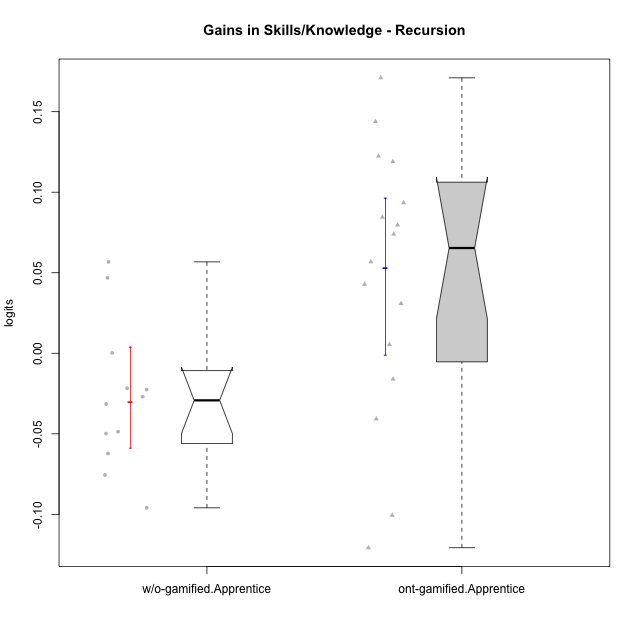 Gains in Skills/Knowledge - Recursion
logits
0.15
0.10
0.05
0.00
-0.05
-0.10
w/o-gamified.Apprentice
ont-gamified.Apprentice